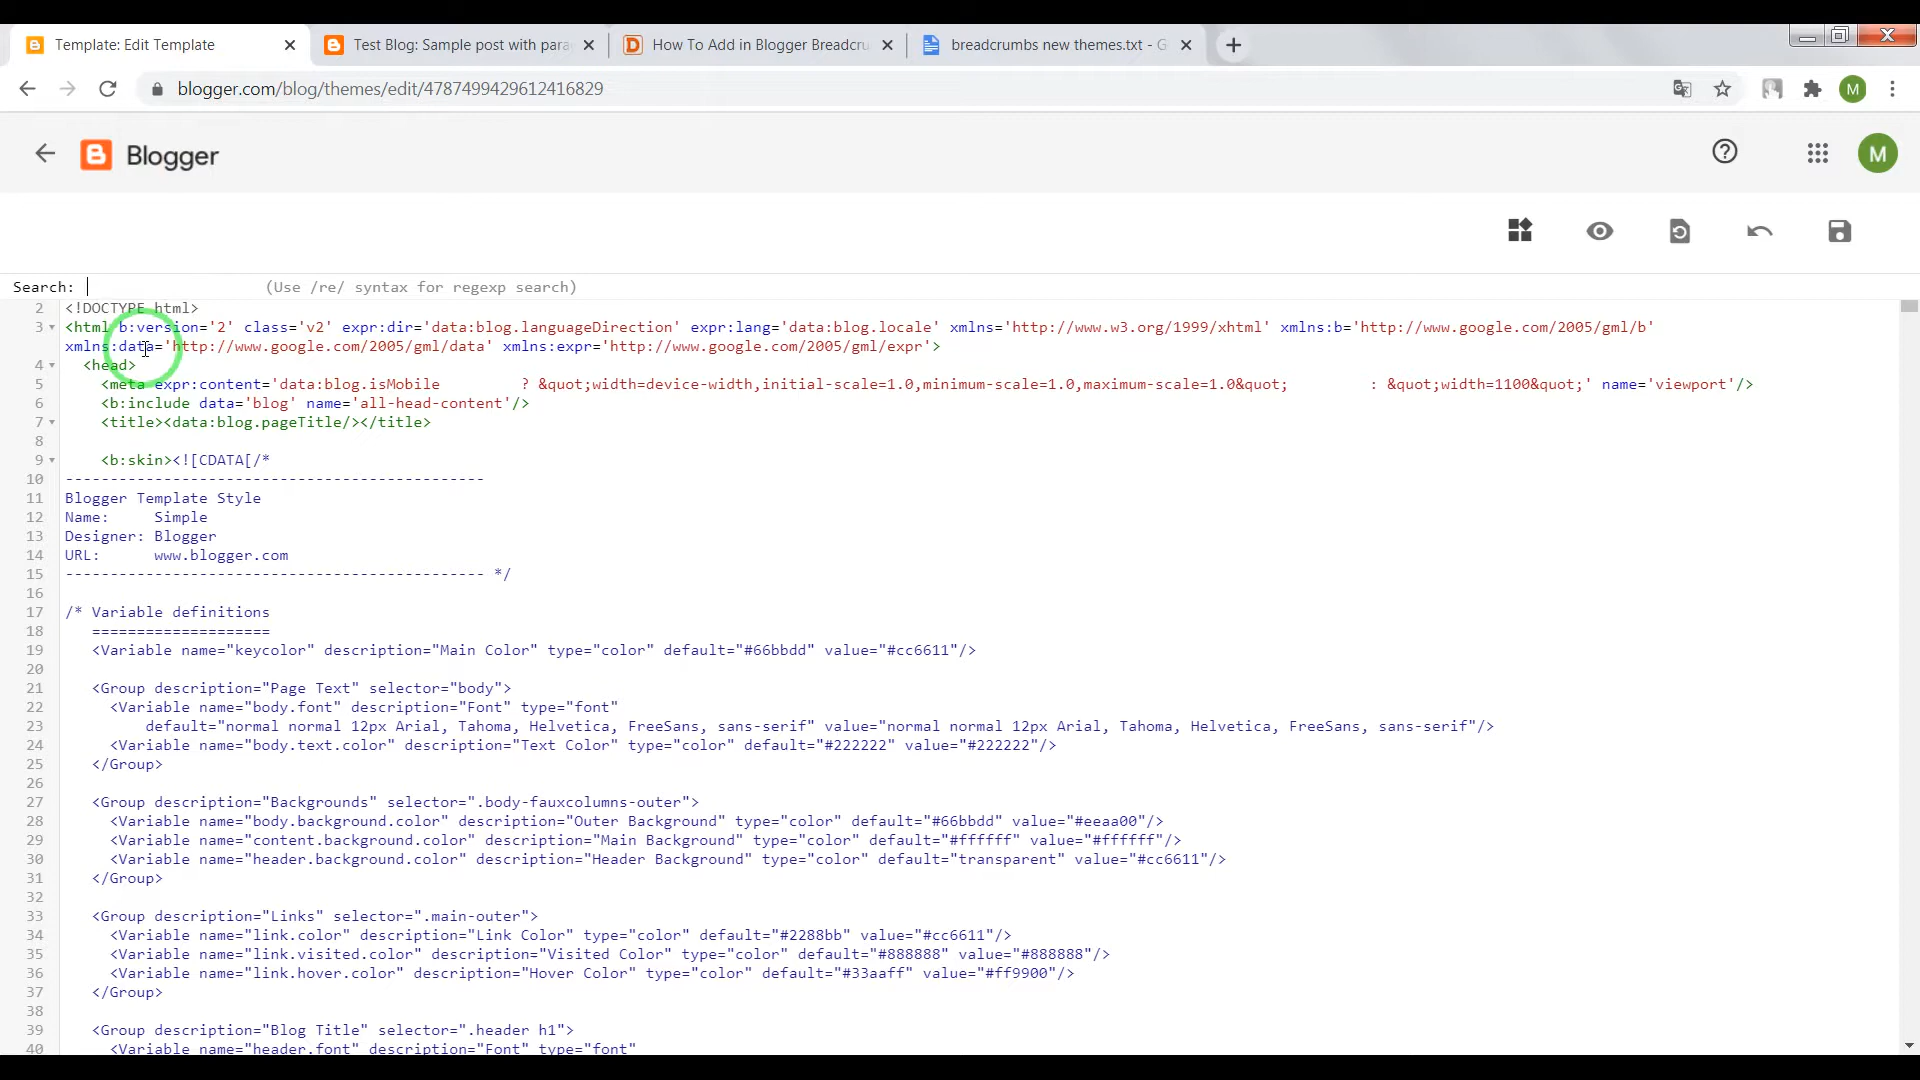 Template: Edit Template
Test Blog: Sample post with para
How To Add in Blogger Breadcru
breadcrumbs new themes.txt - G
blogger.com/blog/themes/edit/4787499429612416829
M
Blogger
M
Search: (Use /re/ syntax for regexp search)
2 <!DOCTYPE html>
3 <html b:version='2' class='v2' expr:dir='data:blog.languageDirection' expr:lang='data:blog.locale' xmlns='http://www.w3.org/1999/xhtml' xmlns:b='http://www.google.com/2005/gml/b'
xmlns:data='http://www.google.com/2005/gml/data' xmlns:expr='http://www.google.com/2005/gml/expr'>
4 <head>
5 <meta expr:content='data:blog.isMobile ? &quot;width=device-width,initial-scale=1.0,minimum-scale=1.0,maximum-scale=1.0&quot; : &quot;width=1100&quot;' name='viewport'/>
6 <b:include data='blog' name='all-head-content'/>
7 <title><data:blog.pageTitle/></title>
8
9 <b:skin><![CDATA[/*
10 -----------------------------------------------
11 Blogger Template Style
12 Name: Simple
13 Designer: Blogger
14 URL: www.blogger.com
15 ----------------------------------------------- */
16
17 /* Variable definitions
18 ====================
19 <Variable name="keycolor" description="Main Color" type="color" default="#66bbdd" value="#cc6611"/>
20
21 <Group description="Page Text" selector="body">
22 <Variable name="body.font" description="Font" type="font"
23 default="normal normal 12px Arial, Tahoma, Helvetica, FreeSans, sans-serif" value="normal normal 12px Arial, Tahoma, Helvetica, FreeSans, sans-serif"/>
24 <Variable name="body.text.color" description="Text Color" type="color" default="#222222" value="#222222"/>
25 </Group>
26
27 <Group description="Backgrounds" selector=".body-fauxcolumns-outer">
28 <Variable name="body.background.color" description="Outer Background" type="color" default="#66bbdd" value="#eeaa00"/>
29 <Variable name="content.background.color" description="Main Background" type="color" default="#ffffff" value="#ffffff"/>
30 <Variable name="header.background.color" description="Header Background" type="color" default="transparent" value="#cc6611"/>
31 </Group>
32
33 <Group description="Links" selector=".main-outer">
34 <Variable name="link.color" description="Link Color" type="color" default="#2288bb" value="#cc6611"/>
35 <Variable name="link.visited.color" description="Visited Color" type="color" default="#888888" value="#888888"/>
36 <Variable name="link.hover.color" description="Hover Color" type="color" default="#33aaff" value="#ff9900"/>
37 </Group>
38
39 <Group description="Blog Title" selector=".header h1">
40 <Variable name="header.font" description="Font" type="font"